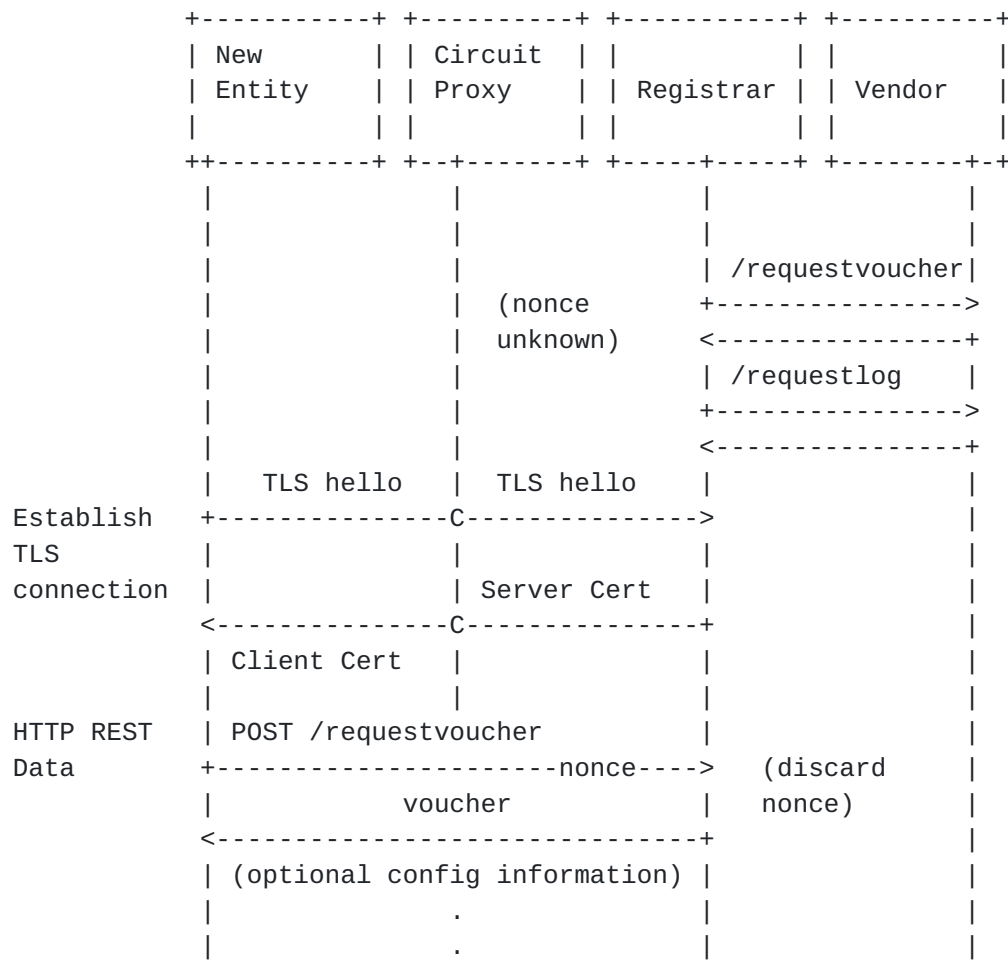 +-----------+ +----------+ +-----------+ +----------+
| New       | | Circuit  | |           | |          |
| Entity    | | Proxy    | | Registrar | | Vendor   |
|           | |          | |           | |          |
++----------+ +--+-------+ +-----+-----+ +--------+-+
|               |               |                |
|               |               |                |
|               |               | /requestvoucher|
|               |  (nonce       +---------------->
|               |  unknown)     <----------------+
|               |               | /requestlog    |
|               |               +---------------->
|               |               <----------------+
|   TLS hello   |  TLS hello    |                |
Establish   +---------------C--------------->                |
TLS         |               |               |                |
connection  |               | Server Cert   |                |
<---------------C---------------+                |
| Client Cert   |               |                |
|               |               |                |
HTTP REST   | POST /requestvoucher          |                |
Data        +----------------------nonce---->   (discard     |
|            voucher            |   nonce)       |
<-------------------------------+                |
| (optional config information) |                |
|               .               |                |
|               .               |                |